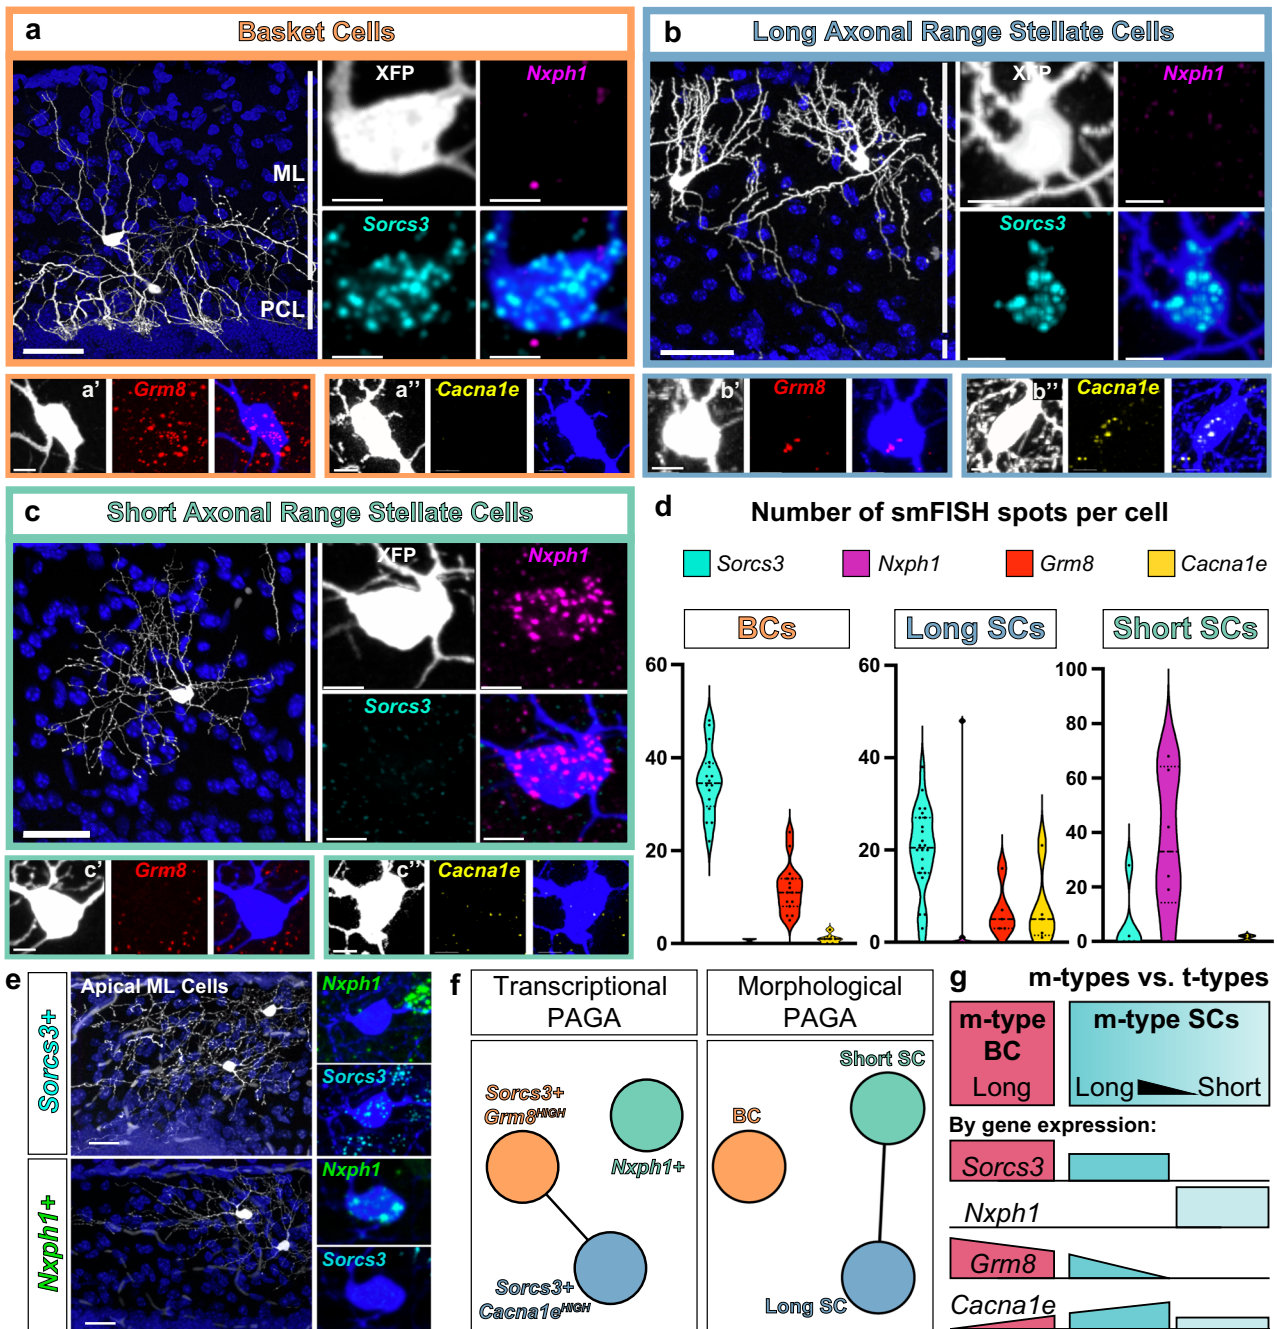 a
Basket Cells
XFP
Nxph1
ML
PCL
Sorcs3
a'
Grm8
a''
Cacna1e
b
Long Axonal Range Stellate Cells
XFP
Nxph1
Sorcs3
b'
Grm8
b''
Cacna1e
c
Short Axonal Range Stellate Cells
XFP
Nxph1
Sorcs3
c'
Grm8
c''
Cacna1e
d
Number of smFISH spots per cell
Sorcs3
Nxph1
Grm8
Cacna1e
BCs
Long SCs
Short SCs
60
40
20
0
60
40
20
0
100
80
60
40
20
0
e
Sorcs3+
Apical ML Cells
Nxph1
Sorcs3
Nxph1+
Nxph1
Sorcs3
f
Transcriptional
PAGA
Morphological
PAGA
Sorcs3+
Grm8HIGH
Nxph1+
Sorcs3+
Cacna1eHIGH
Short SC
BC
Long SC
g
m-types vs. t-types
m-type
BC
Long
m-type SCs
Long Short
By gene expression:
Sorcs3
Nxph1
Grm8
Cacna1e